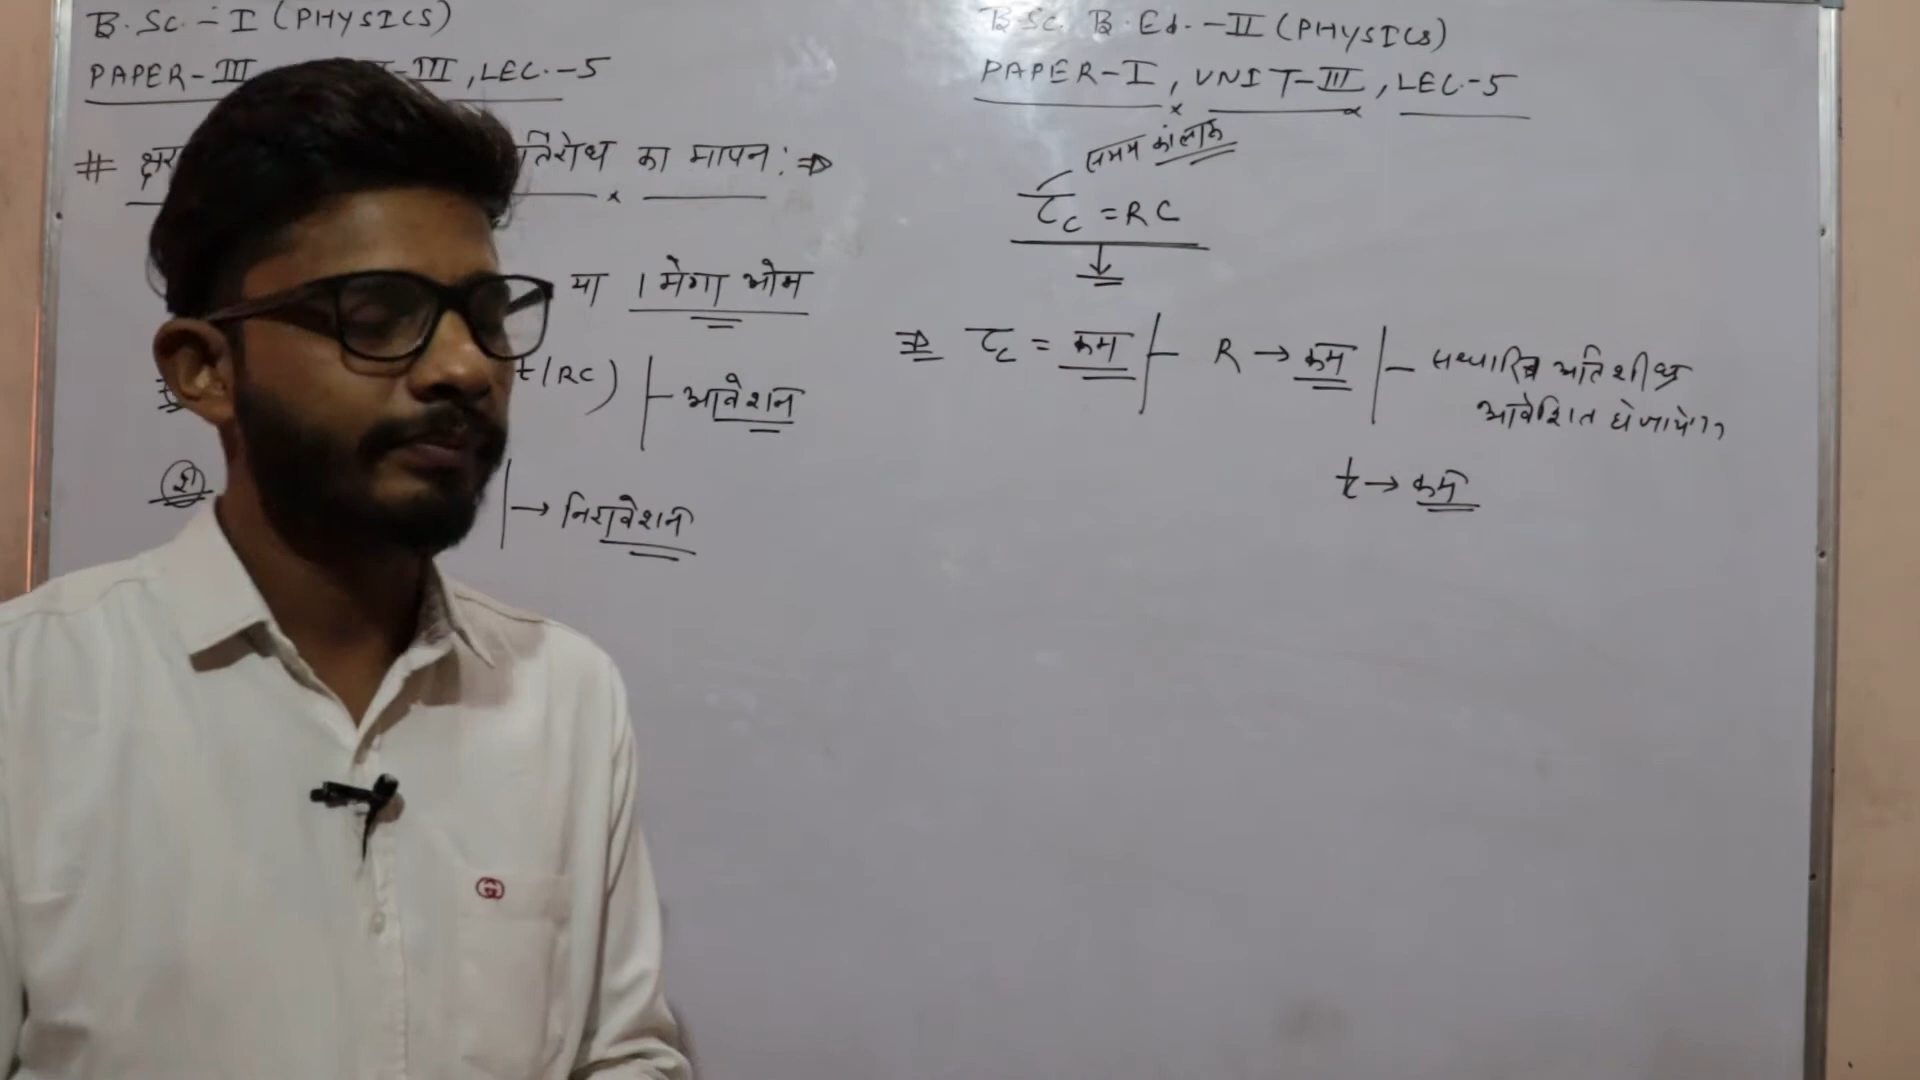 B.Sc.-I (PHYSICS)
PAPER-III -III, LEC.-5
# क्षर तिरोध का मापन :⇒
या 1 मेगा ओम
t/RC) आवेशन
→ निरावेशन
B.Sc. B.Ed.-II (PHYSICS)
PAPER-I, UNIT-III, LEC-5
समय
τc = RC
↓
⇒ τc = कम R → कम संधारित्र अतिशीघ्र
आवेशित
t → कम